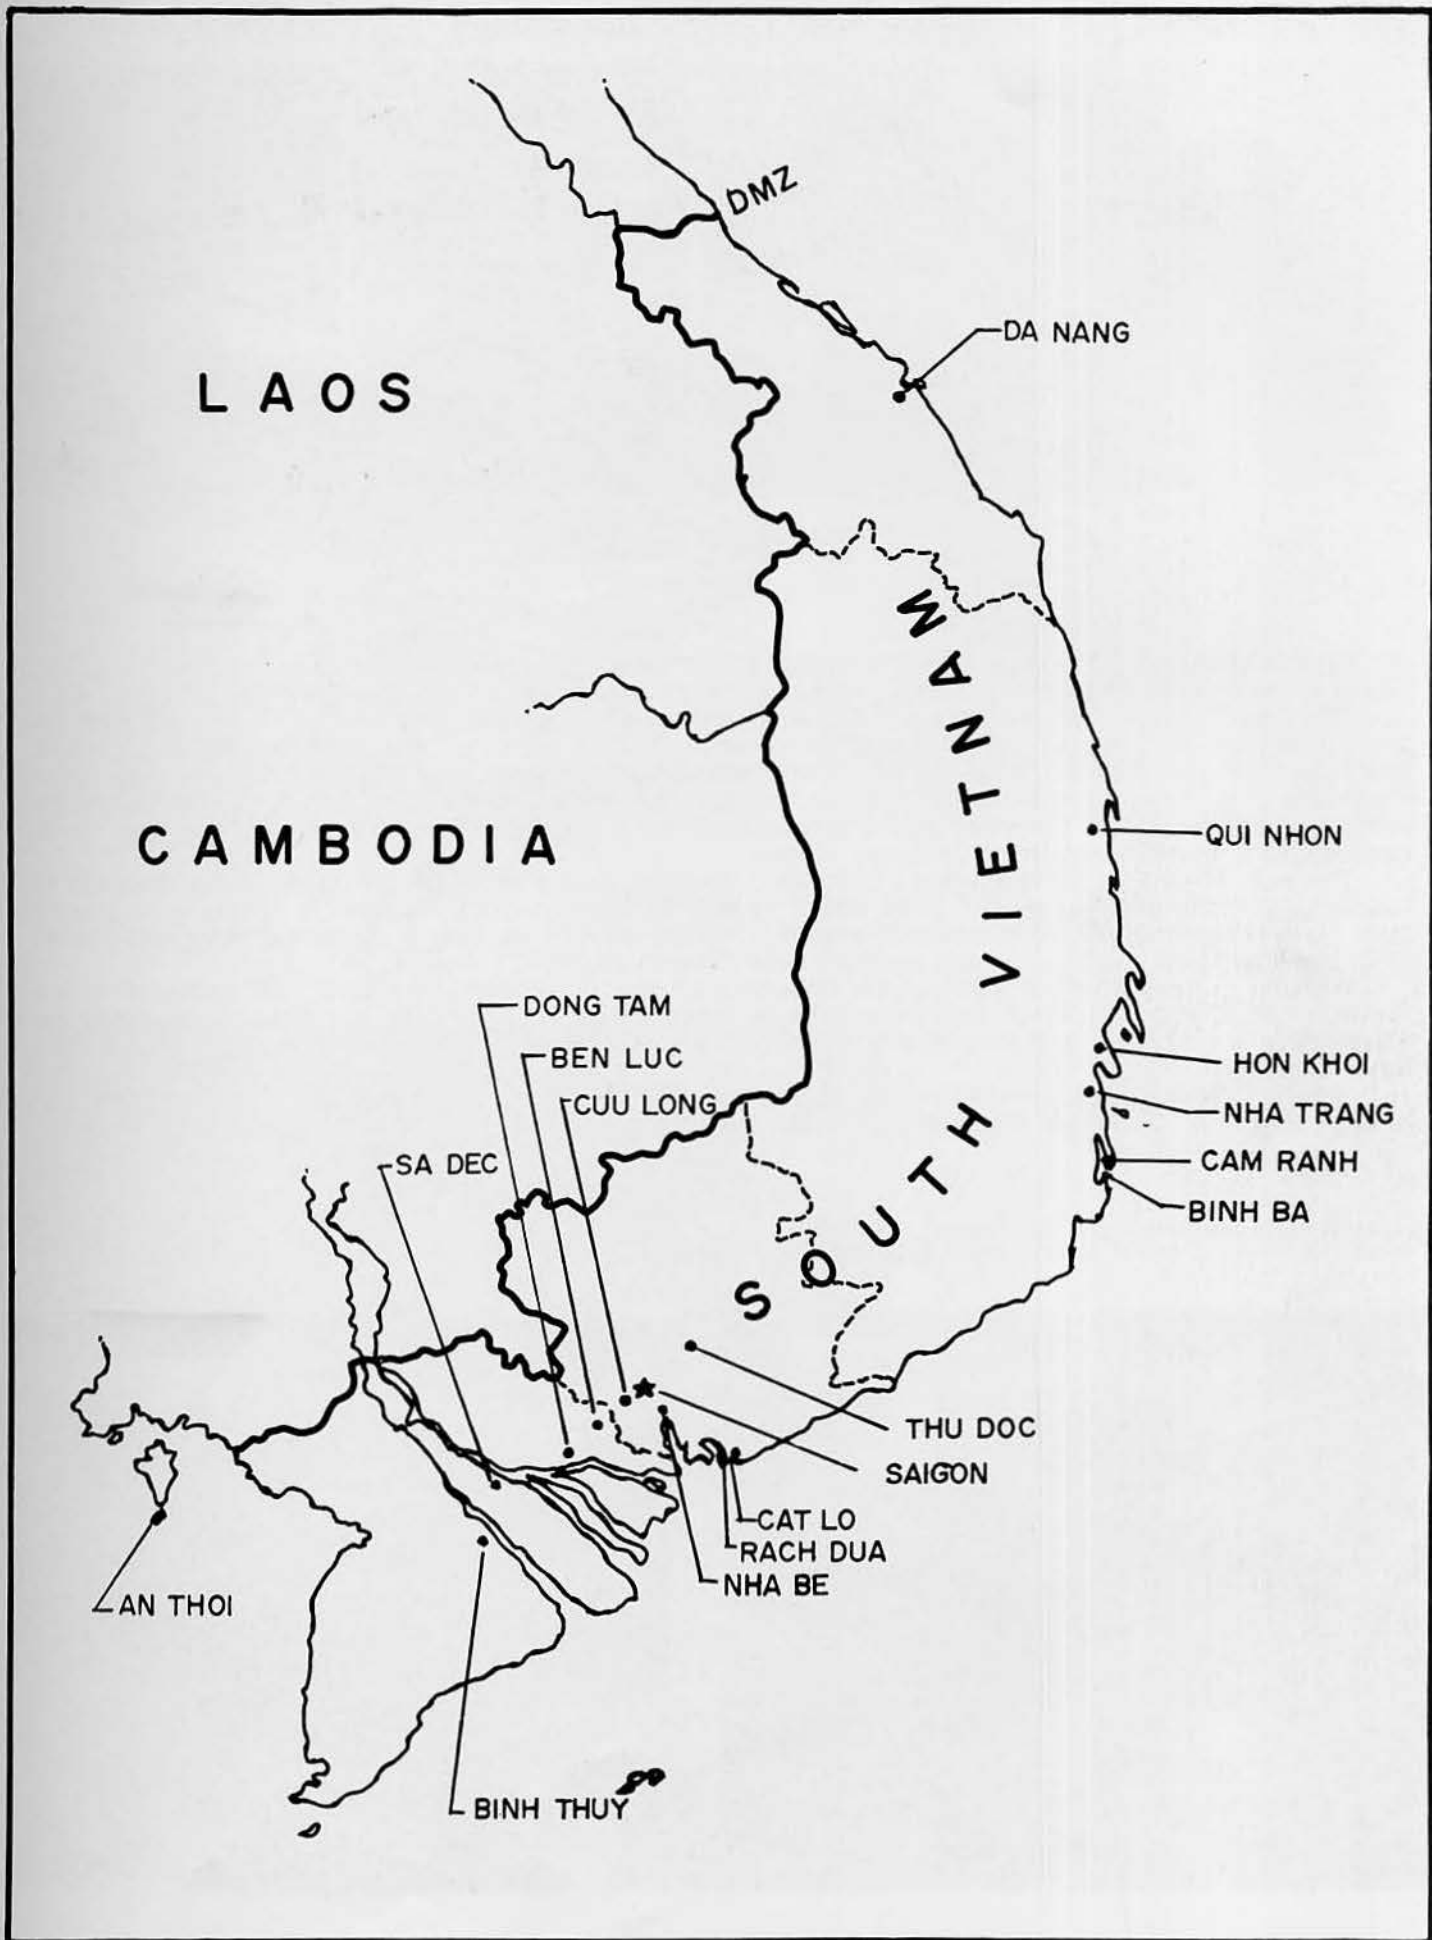 DMZ
DA NANG
LAOS
SOUTH VIETNAM
QUI NHON
CAMBODIA
DONG TAM
BEN LUC
CUU LONG
SA DEC
HON KHOI
NHA TRANG
CAM RANH
BINH BA
THU DOC
SAIGON
CAT LO
RACH DUA
NHA BE
AN THOI
BINH THUY